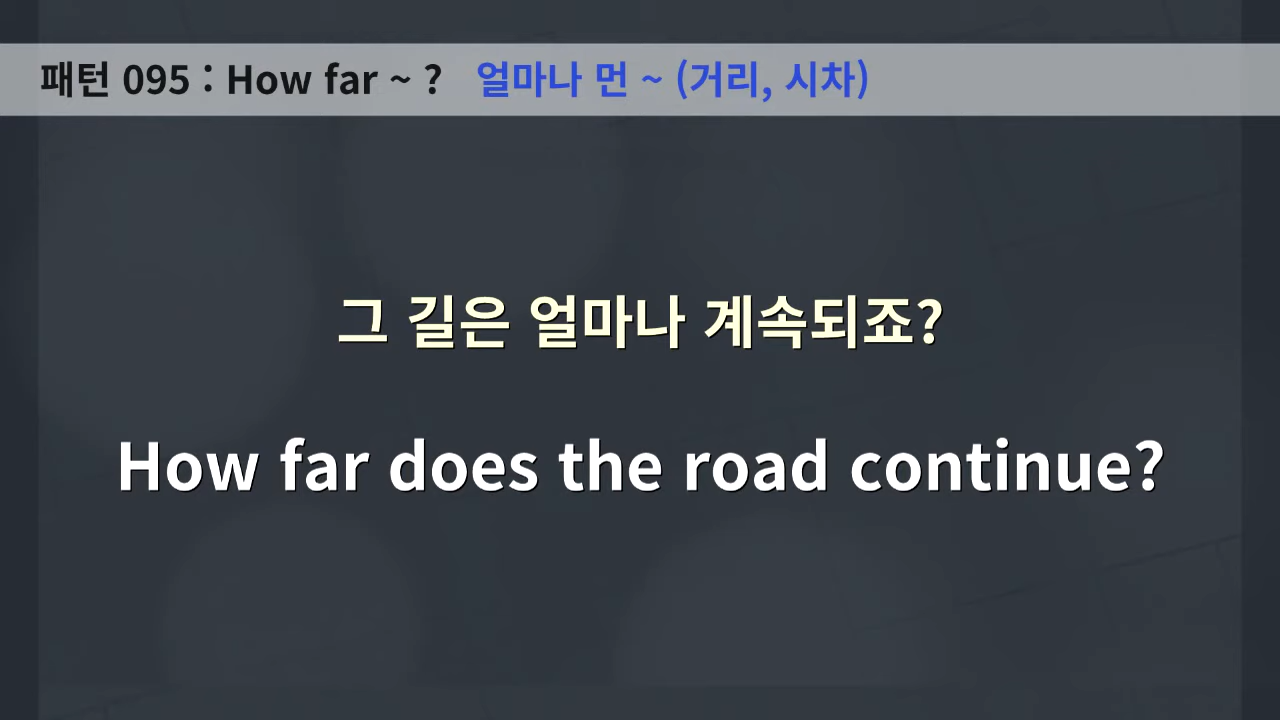 패턴 095 : How far ~ ? 얼마나 먼 ~ (거리, 시차)
그 길은 얼마나 계속되죠?
How far does the road continue?